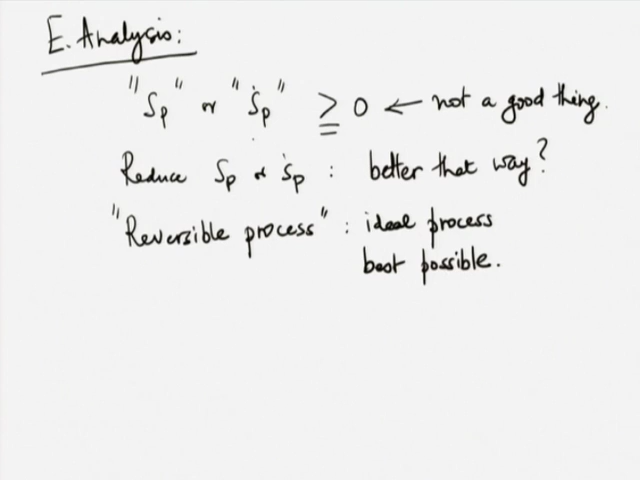 E. Analysis:
"Sp" or "Ṡp" ≥ 0 ← not a good thing.
Reduce Sp or Ṡp : better that way?
"Reversible process" : ideal process
best possible.